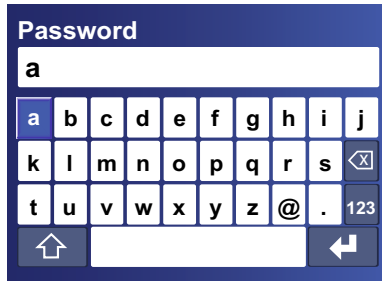 Password
a
a b c d e f g h i j
k l m n o p q r s X
t u v w x y z @ . 123